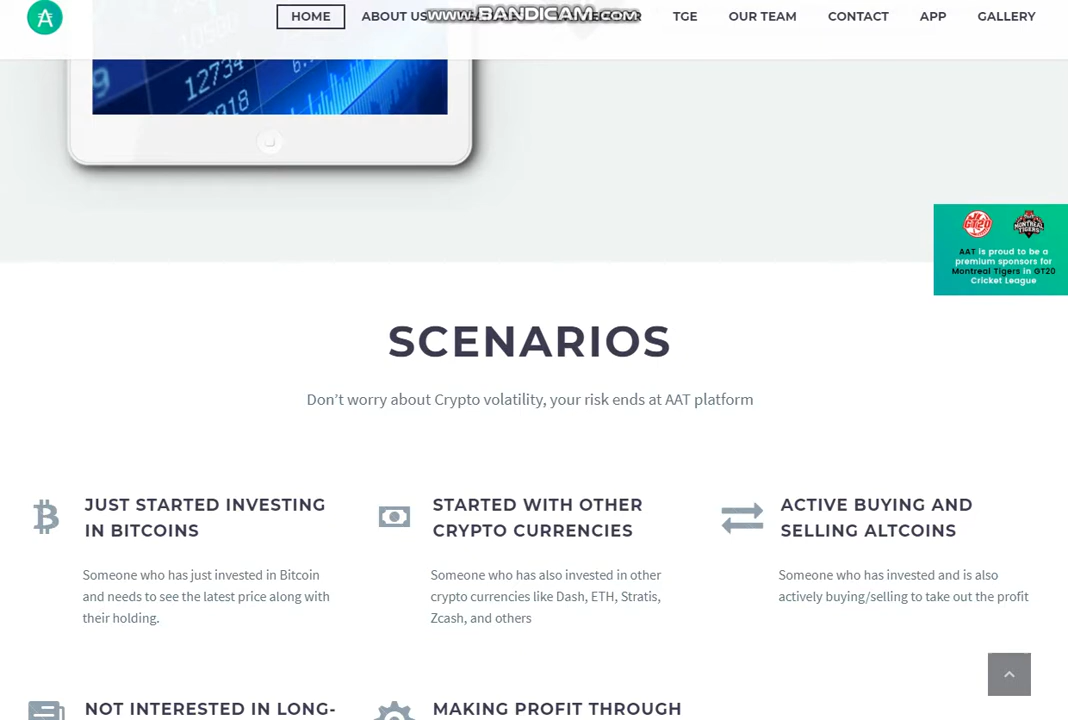 HOME ABOUT US TGE OUR TEAM CONTACT APP GALLERY
www.BANDICAM.com
12734
GT20 MONTREAL TIGERS
AAT is proud to be a
premium sponsors for
Montreal Tigers in GT20
Cricket League
SCENARIOS
Don’t worry about Crypto volatility, your risk ends at AAT platform
JUST STARTED INVESTING
IN BITCOINS
Someone who has just invested in Bitcoin
and needs to see the latest price along with
their holding.
STARTED WITH OTHER
CRYPTO CURRENCIES
Someone who has also invested in other
crypto currencies like Dash, ETH, Stratis,
Zcash, and others
ACTIVE BUYING AND
SELLING ALTCOINS
Someone who has invested and is also
actively buying/selling to take out the profit
NOT INTERESTED IN LONG-
MAKING PROFIT THROUGH